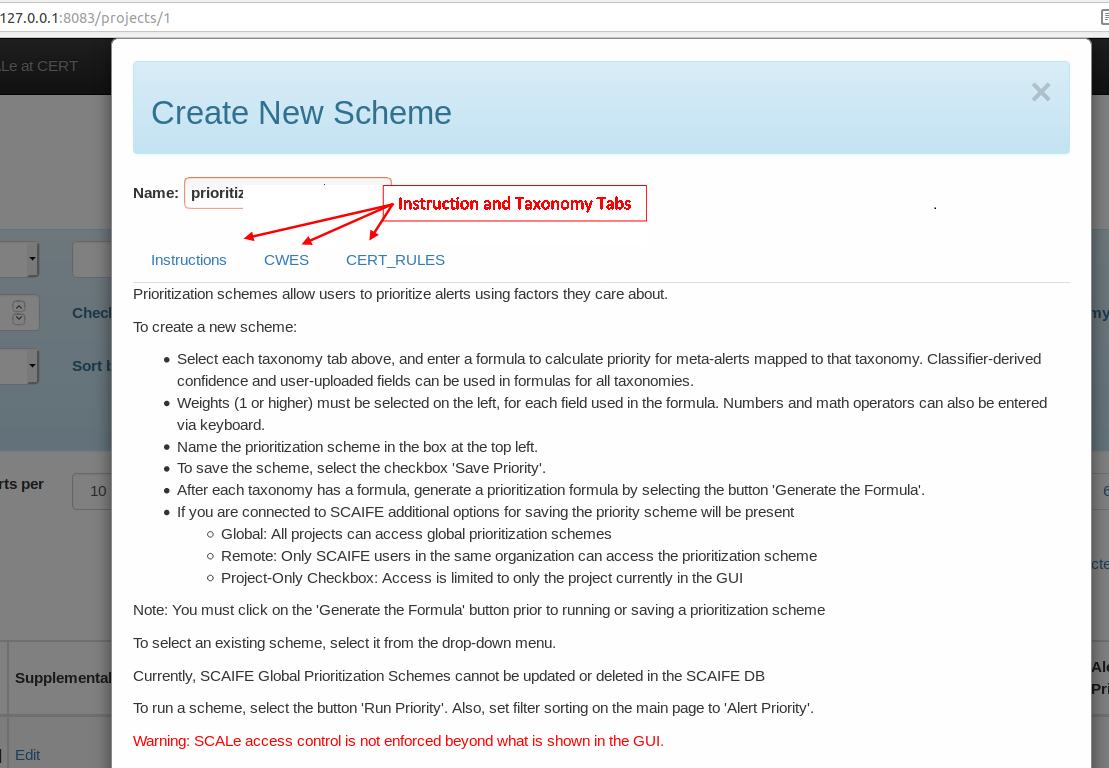 127.0.0.1:8083/projects/1
Le at CERT
Create New Scheme
×
Name: prioritiz
Instruction and Taxonomy Tabs
Instructions CWES CERT_RULES
Prioritization schemes allow users to prioritize alerts using factors they care about.
To create a new scheme:
• Select each taxonomy tab above, and enter a formula to calculate priority for meta-alerts mapped to that taxonomy. Classifier-derived
confidence and user-uploaded fields can be used in formulas for all taxonomies.
• Weights (1 or higher) must be selected on the left, for each field used in the formula. Numbers and math operators can also be entered
via keyboard.
• Name the prioritization scheme in the box at the top left.
• To save the scheme, select the checkbox 'Save Priority'.
• After each taxonomy has a formula, generate a prioritization formula by selecting the button 'Generate the Formula'.
• If you are connected to SCAIFE additional options for saving the priority scheme will be present
◦ Global: All projects can access global prioritization schemes
◦ Remote: Only SCAIFE users in the same organization can access the prioritization scheme
◦ Project-Only Checkbox: Access is limited to only the project currently in the GUI
Note: You must click on the 'Generate the Formula' button prior to running or saving a prioritization scheme
To select an existing scheme, select it from the drop-down menu.
Currently, SCAIFE Global Prioritization Schemes cannot be updated or deleted in the SCAIFE DB
To run a scheme, select the button 'Run Priority'. Also, set filter sorting on the main page to 'Alert Priority'.
Warning: SCALe access control is not enforced beyond what is shown in the GUI.
Chec
my
Sort b
rts per
10
6
cte
Supplemental
Ale
Pri
Edit